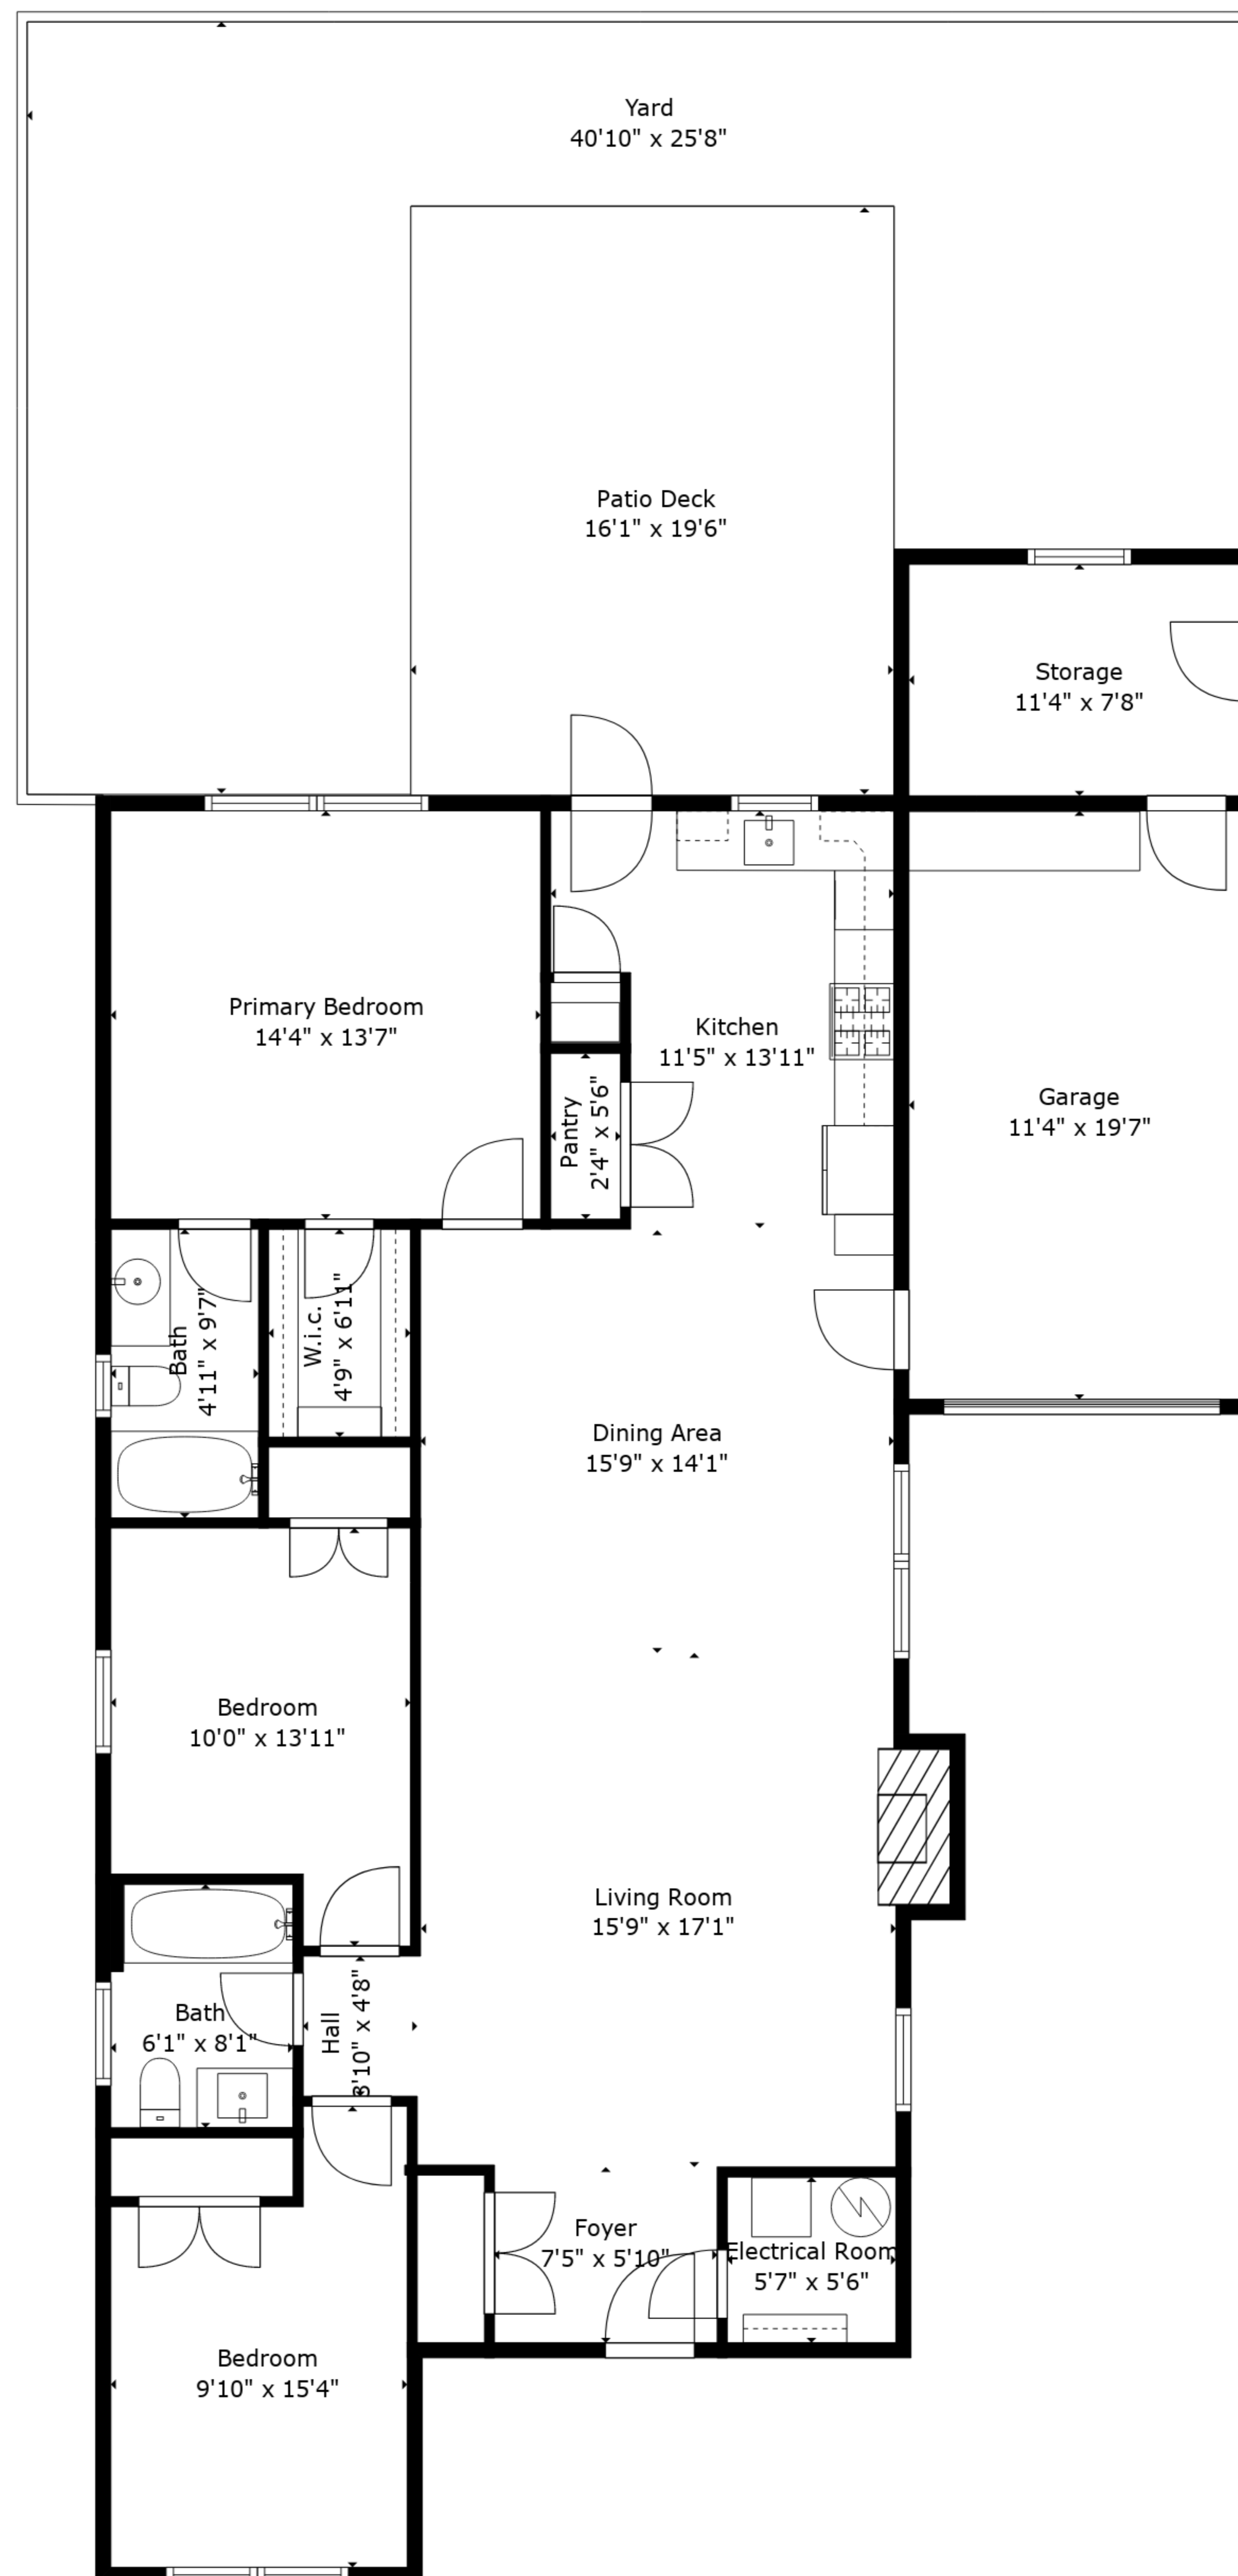 Yard
40'10" x 25'8"
Patio Deck
16'1" x 19'6"
Storage
11'4" x 7'8"
Primary Bedroom
14'4" x 13'7"
Kitchen
11'5" x 13'11"
Pantry
2'4" x 5'6"
Garage
11'4" x 19'7"
Bath
4'11" x 9'7"
W.i.c.
4'9" x 6'11"
Dining Area
15'9" x 14'1"
Bedroom
10'0" x 13'11"
Living Room
15'9" x 17'1"
Bath
6'1" x 8'1"
Hall
3'10" x 4'8"
Foyer
7'5" x 5'10"
Electrical Room
5'7" x 5'6"
Bedroom
9'10" x 15'4"